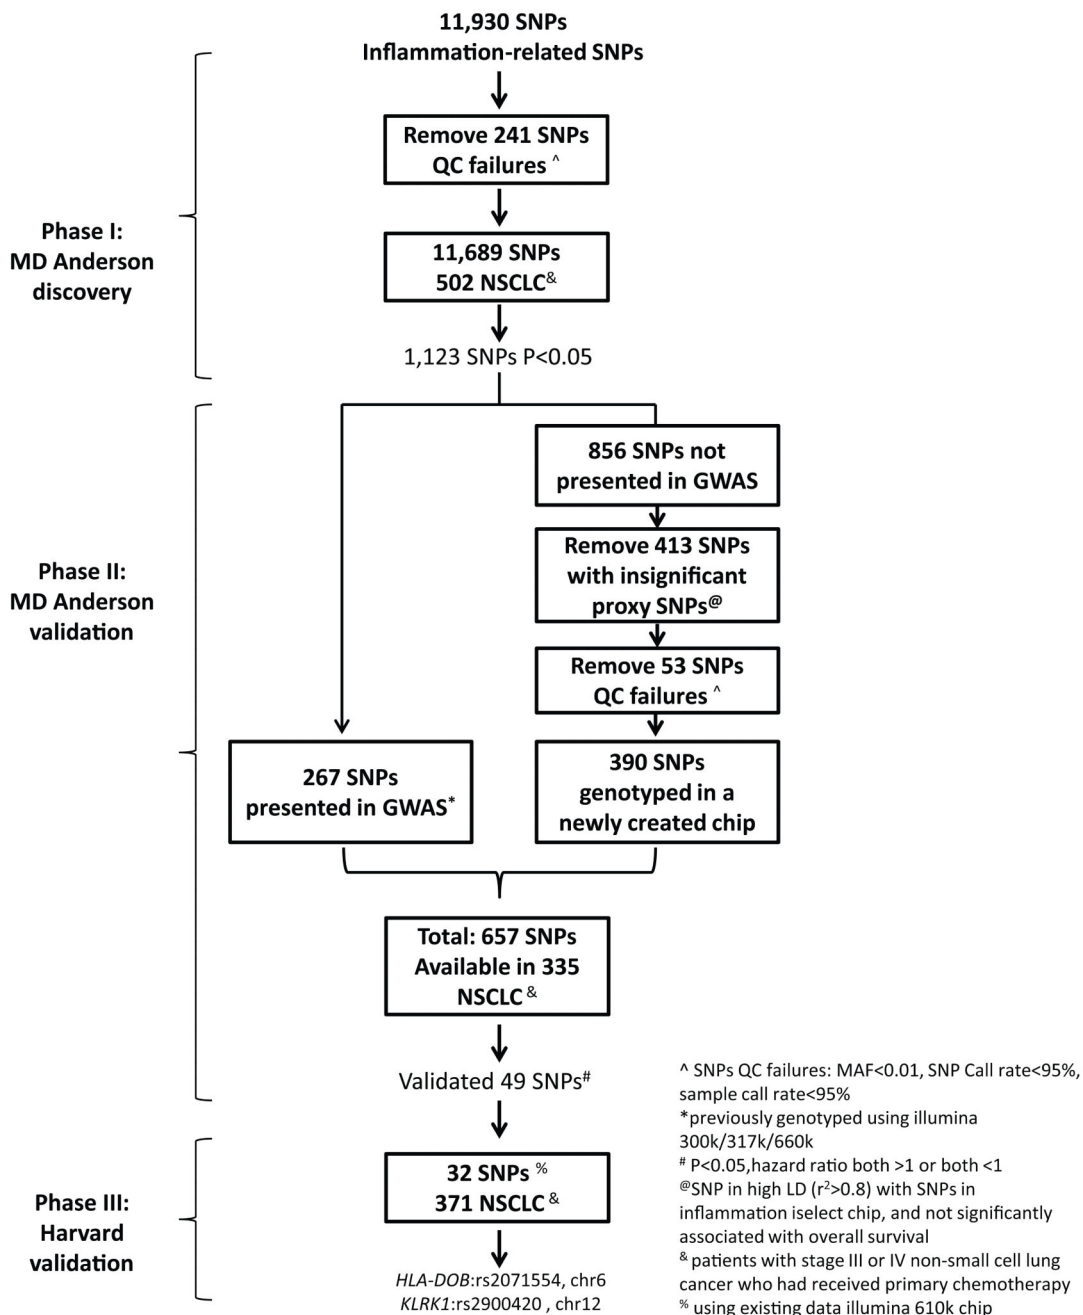 11,930 SNPs
Inflammation-related SNPs
Remove 241 SNPs
QC failures ^
Phase I:
MD Anderson
discovery
11,689 SNPs
502 NSCLC&
1,123 SNPs P<0.05
856 SNPs not
presented in GWAS
Remove 413 SNPs
with insignificant
proxy SNPs@
Phase II:
MD Anderson
validation
Remove 53 SNPs
QC failures ^
267 SNPs
presented in GWAS*
390 SNPs
genotyped in a
newly created chip
Total: 657 SNPs
Available in 335
NSCLC &
Validated 49 SNPs#
Phase III:
Harvard
validation
32 SNPs %
371 NSCLC &
HLA-DOB:rs2071554, chr6
KLRK1:rs2900420 , chr12
^ SNPs QC failures: MAF<0.01, SNP Call rate<95%,
sample call rate<95%
*previously genotyped using illumina
300k/317k/660k
# P<0.05,hazard ratio both >1 or both <1
@SNP in high LD (r²>0.8) with SNPs in
inflammation iselect chip, and not significantly
associated with overall survival
& patients with stage III or IV non-small cell lung
cancer who had received primary chemotherapy
% using existing data illumina 610k chip